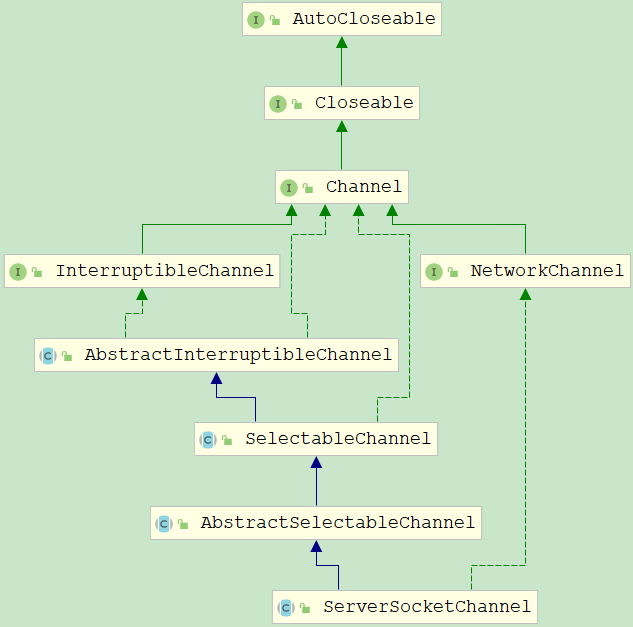 I AutoCloseable
I Closeable
I Channel
I InterruptibleChannel
I NetworkChannel
C AbstractInterruptibleChannel
C SelectableChannel
C AbstractSelectableChannel
C ServerSocketChannel